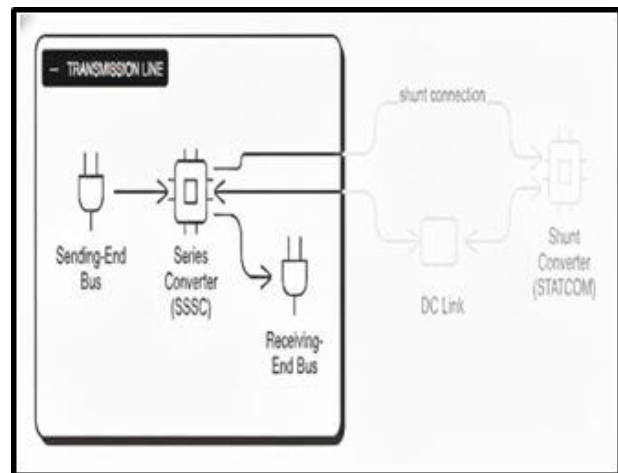 — TRANSMISSION LINE
shunt connection
Sending-End
Bus
Series
Converter
(SSSC)
Receiving-
End Bus
DC Link
Shunt
Converter
(STATCOM)